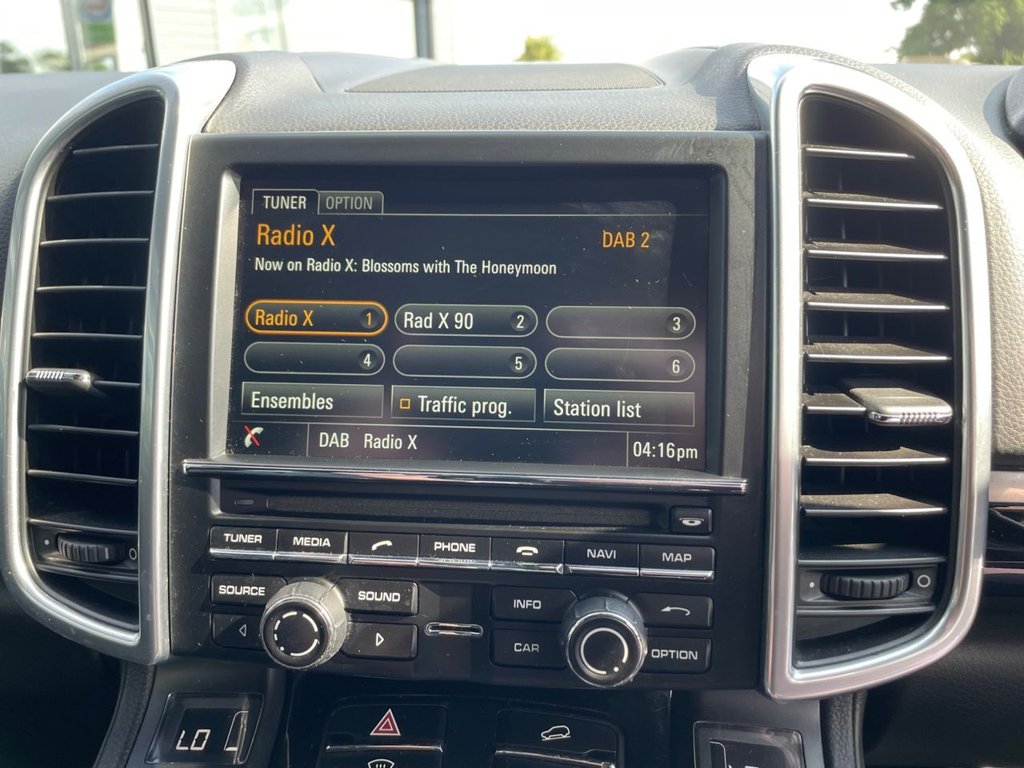 TUNER OPTION
Radio X DAB 2
Now on Radio X: Blossoms with The Honeymoon
Radio X 1 Rad X 90 2 3
4 5 6
Ensembles Traffic prog. Station list
DAB Radio X 04:16pm
TUNER MEDIA PHONE NAVI MAP
SOURCE SOUND INFO
CAR OPTION
LO